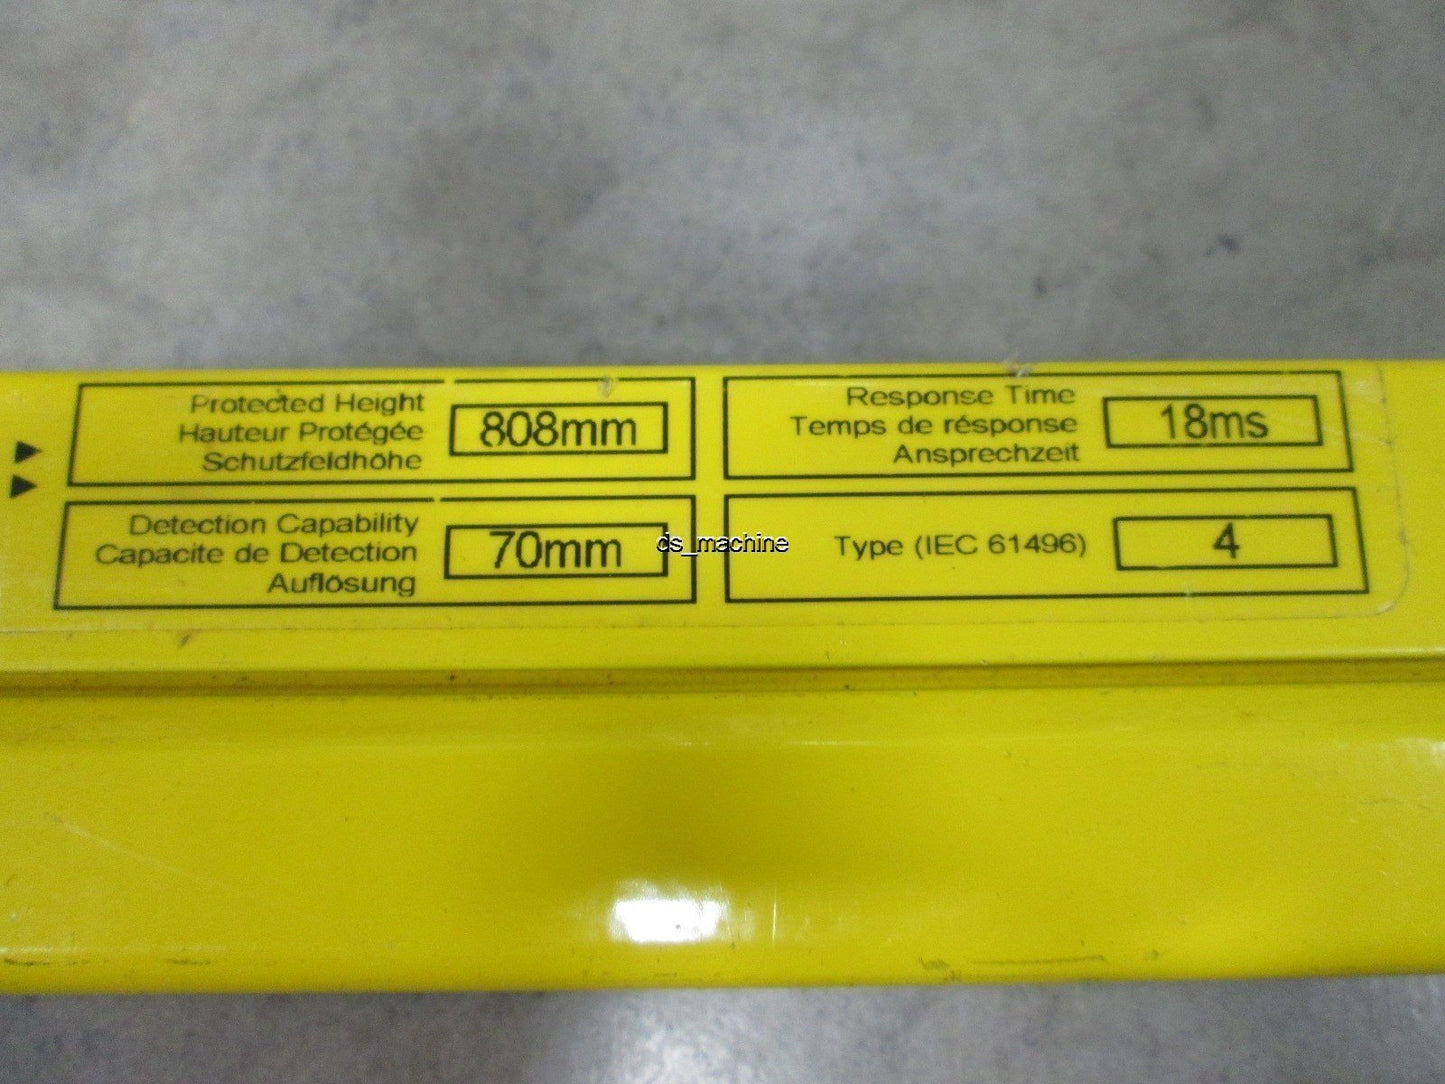 Protected Height
Hauteur Protégée
Schutzfeldhöhe
808mm
Response Time
Temps de résponse
Ansprechzeit
18ms
Detection Capability
Capacite de Detection
Auflösung
70mm
ds_machine
Type (IEC 61496)
4